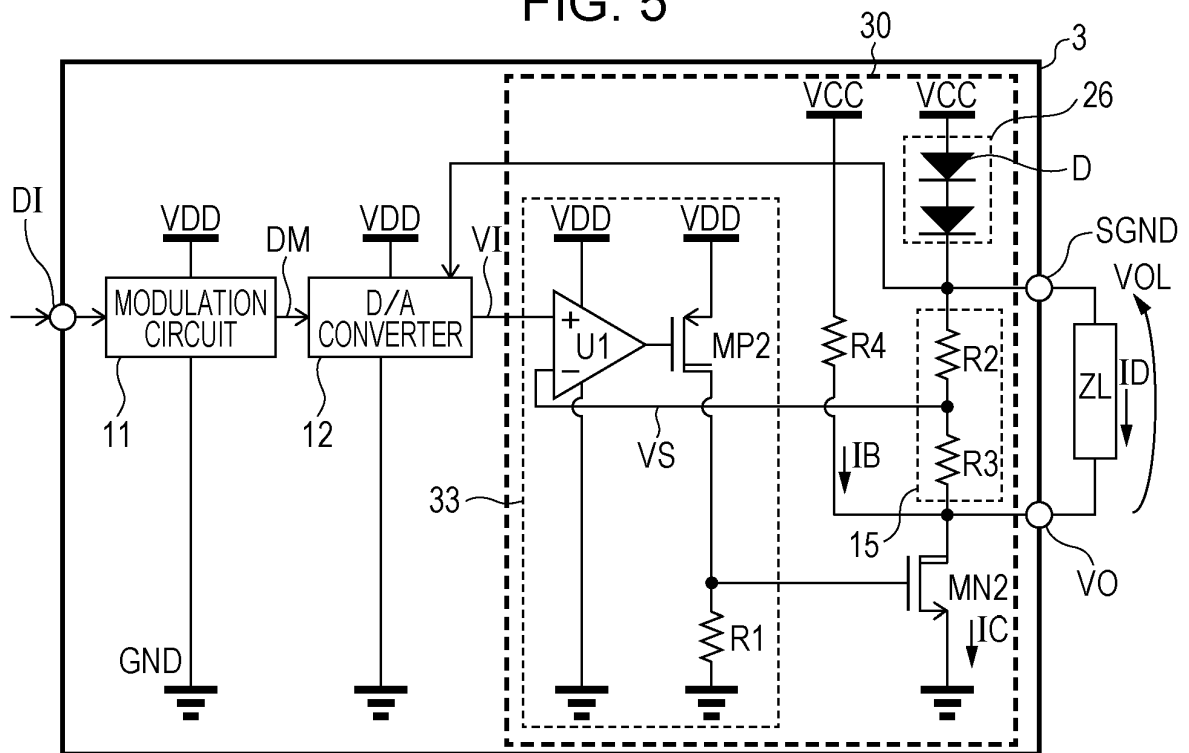 FIG. 5
30
3
VCC
VCC
26
D
DI
VDD
DM
VDD
VI
VDD
VDD
SGND
VOL
MODULATION
CIRCUIT
D/A
CONVERTER
+
U1
−
MP2
R4
R2
ZL
ID
11
12
VS
IB
R3
33
15
VO
MN2
R1
IC
GND